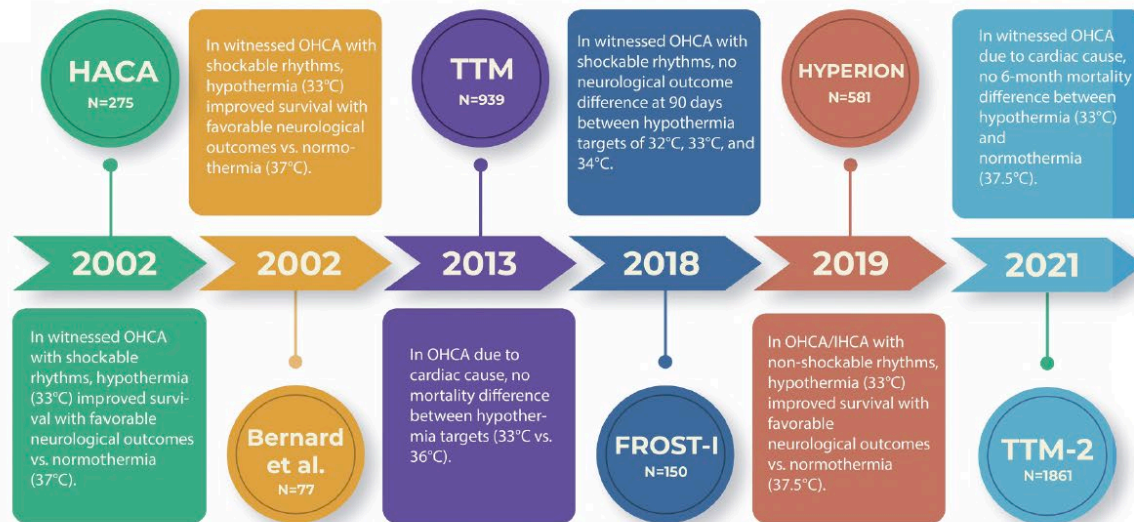 HACA
N=275
In witnessed OHCA with
shockable rhythms,
hypothermia (33°C)
improved survival with
favorable neurological
outcomes vs. normo-
thermia (37°C).
TTM
N=939
In witnessed OHCA with
shockable rhythms, no
neurological outcome
difference at 90 days
between hypothermia
targets of 32°C, 33°C, and
34°C.
HYPERION
N=581
In witnessed OHCA
due to cardiac cause,
no 6-month mortality
difference between
hypothermia (33°C)
and
normothermia
(37.5°C).
2002
2002
2013
2018
2019
2021
In witnessed OHCA
with shockable
rhythms, hypothermia
(33°C) improved survi-
val with favorable
neurological outcomes
vs. normothermia
(37°C).
Bernard
et al.
N=77
In OHCA due to
cardiac cause, no
mortality difference
between hypother-
mia targets (33°C vs.
36°C).
FROST-I
N=150
In OHCA/IHCA with
non-shockable rhythms,
hypothermia (33°C)
improved survival with
favorable
neurological outcomes
vs. normothermia
(37.5°C).
TTM-2
N=1861